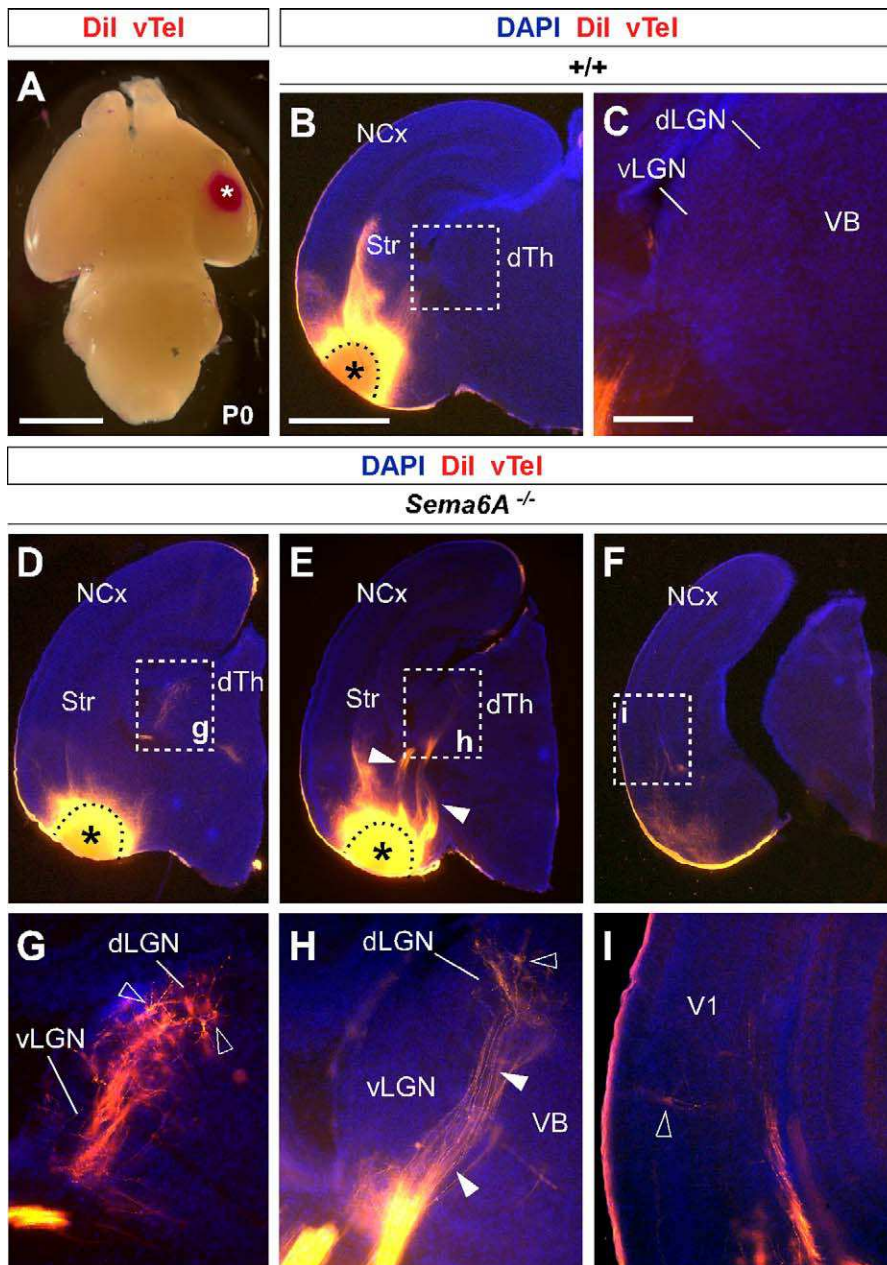 DiI vTel
DAPI DiI vTel
+/+
A
*
P0
B
NCx
Str
dTh
*
C
dLGN
vLGN
VB
DAPI DiI vTel
Sema6A -/-
D
NCx
Str
dTh
g
*
E
NCx
Str
dTh
h
*
F
NCx
i
G
dLGN
vLGN
H
dLGN
vLGN
VB
I
V1